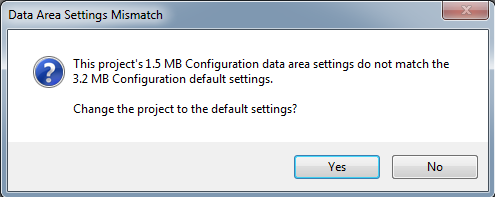 Data Area Settings Mismatch
This project's 1.5 MB Configuration data area settings do not match the
3.2 MB Configuration default settings.
Change the project to the default settings?
Yes
No